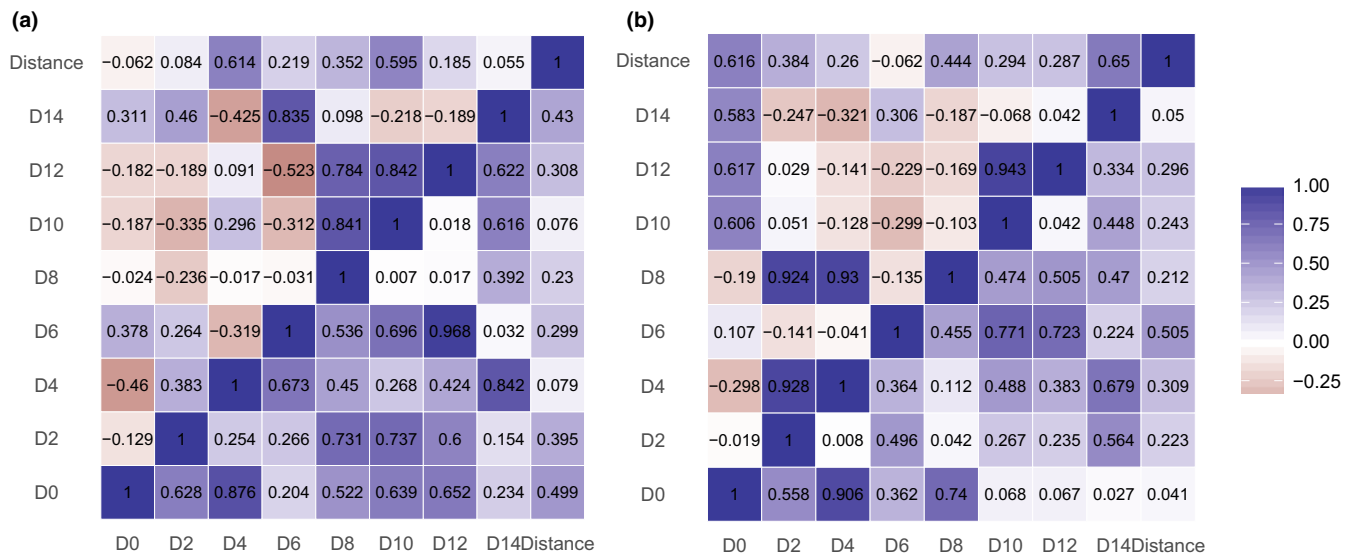 (a)
Distance −0.062 0.084 0.614 0.219 0.352 0.595 0.185 0.055 1
D14 0.311 0.46 −0.425 0.835 0.098 −0.218 −0.189 1 0.43
D12 −0.182 −0.189 0.091 −0.523 0.784 0.842 1 0.622 0.308
D10 −0.187 −0.335 0.296 −0.312 0.841 1 0.018 0.616 0.076
D8 −0.024 −0.236 −0.017 −0.031 1 0.007 0.017 0.392 0.23
D6 0.378 0.264 −0.319 1 0.536 0.696 0.968 0.032 0.299
D4 −0.46 0.383 1 0.673 0.45 0.268 0.424 0.842 0.079
D2 −0.129 1 0.254 0.266 0.731 0.737 0.6 0.154 0.395
D0 1 0.628 0.876 0.204 0.522 0.639 0.652 0.234 0.499
D0 D2 D4 D6 D8 D10 D12 D14 Distance
(b)
Distance 0.616 0.384 0.26 −0.062 0.444 0.294 0.287 0.65 1
D14 0.583 −0.247 −0.321 0.306 −0.187 −0.068 0.042 1 0.05
D12 0.617 0.029 −0.141 −0.229 −0.169 0.943 1 0.334 0.296
D10 0.606 0.051 −0.128 −0.299 −0.103 1 0.042 0.448 0.243
D8 −0.19 0.924 0.93 −0.135 1 0.474 0.505 0.47 0.212
D6 0.107 −0.141 −0.041 1 0.455 0.771 0.723 0.224 0.505
D4 −0.298 0.928 1 0.364 0.112 0.488 0.383 0.679 0.309
D2 −0.019 1 0.008 0.496 0.042 0.267 0.235 0.564 0.223
D0 1 0.558 0.906 0.362 0.74 0.068 0.067 0.027 0.041
D0 D2 D4 D6 D8 D10 D12 D14 Distance
1.00
0.75
0.50
0.25
0.00
−0.25